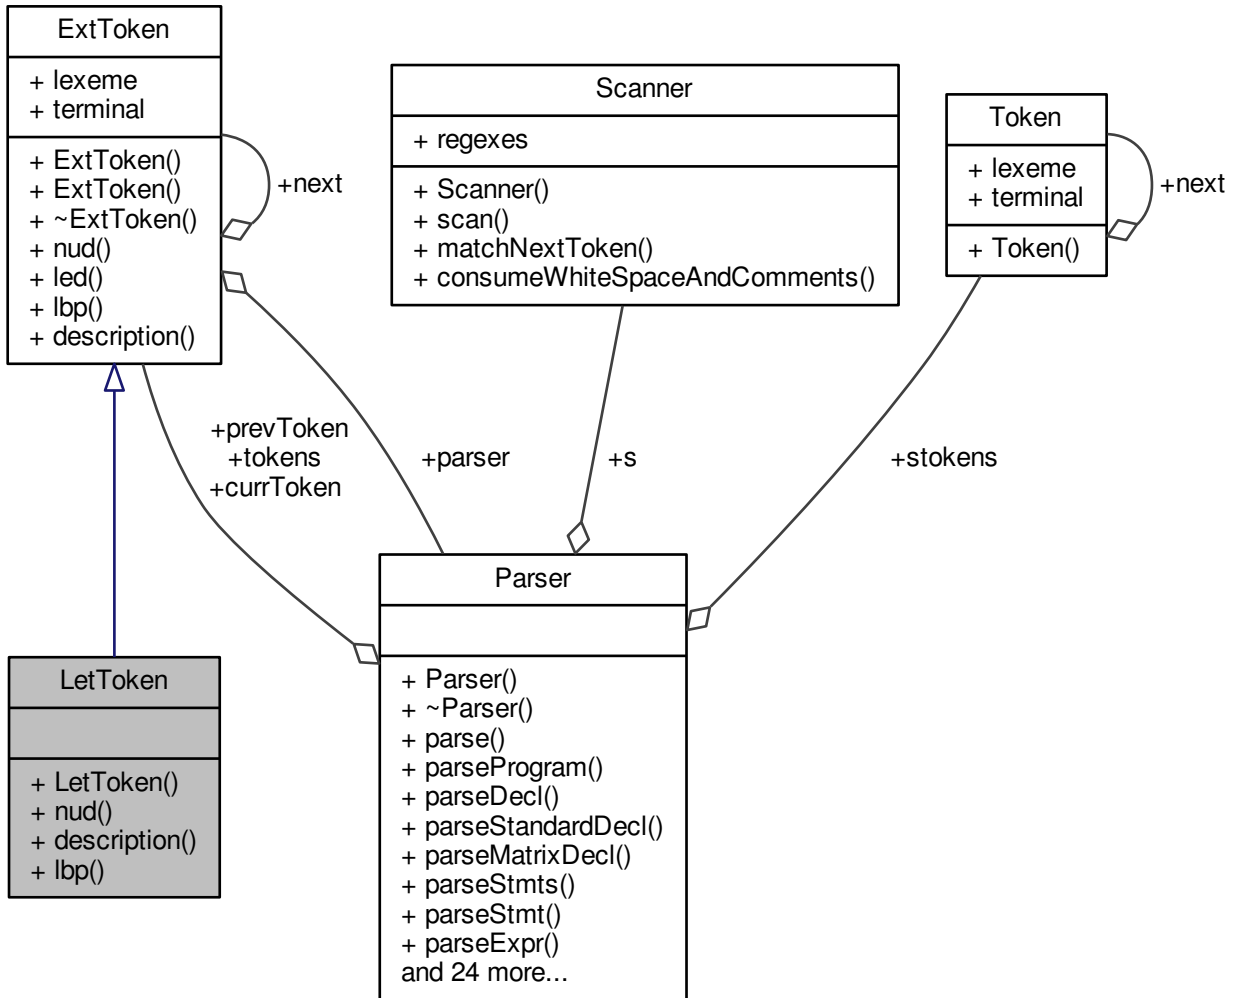 ExtToken
+ lexeme
+ terminal
+ ExtToken()
+ ExtToken()
+ ~ExtToken()
+ nud()
+ led()
+ lbp()
+ description()
+next
Scanner
+ regexes
+ Scanner()
+ scan()
+ matchNextToken()
+ consumeWhiteSpaceAndComments()
Token
+ lexeme
+ terminal
+ Token()
+next
+prevToken
+tokens
+currToken
+parser
+s
+stokens
LetToken
+ LetToken()
+ nud()
+ description()
+ lbp()
Parser
+ Parser()
+ ~Parser()
+ parse()
+ parseProgram()
+ parseDecl()
+ parseStandardDecl()
+ parseMatrixDecl()
+ parseStmts()
+ parseStmt()
+ parseExpr()
and 24 more...